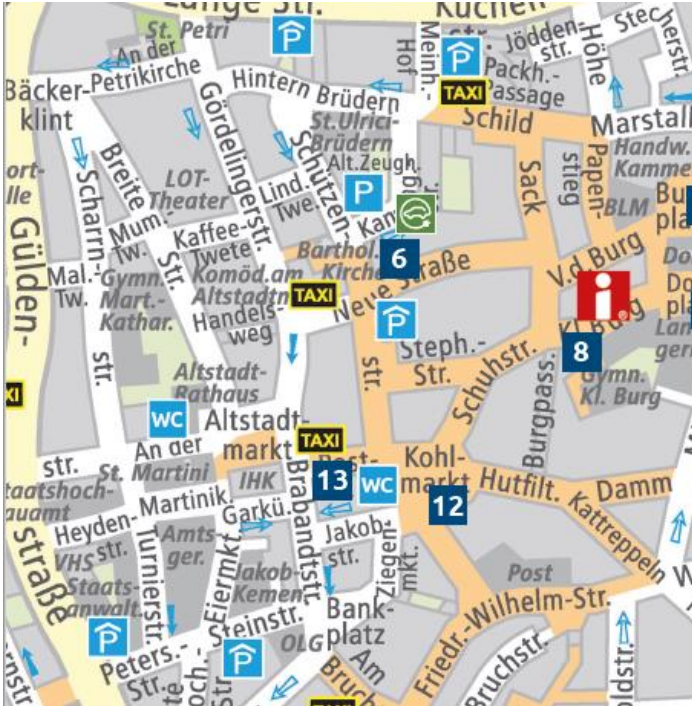 Lange Str.
Küchen-
str.
St. Petri
An der
Petrikirche
Hintern Brüdern
Meinh.-
Hof
Jödden-
str.
Stecherstr.
Höhe
Packh.-
Passage
TAXI
Bäcker-
klint
Gördelingerstr.
St.Ulrici-
Brüdern
Alt.Zeugh.
Schild
Marstall
Handw.
Kammer
Papen-
stieg
BLM
Sack
Schützen-
str.
LOT-
Theater
Lind.
Twe.
P
Breite
Str.
Scharrn-
str.
Mum.-
Tw.
Kaffee-
Twete
Barthol.
Kirche
6
Neue Straße
V.d.Burg
i
Kl. Burg
8
Gymn.
Kl. Burg
Mal.-
Tw.
Gymn.
Mart.-
Kathar.
Komöd.am
Altstadtm
TAXI
Handels-
weg
P
Steph.-
Str.
Schuhstr.
Burgpass.
Gülden-
straße
Altstadt-
Rathaus
WC
Altstadt-
markt
TAXI
An der
St. Martini
IHK
13
WC
Kohl-
markt
12
Hutfilt.
Damm
Kattreppeln
str.
Martinik.
Garkü.
Brabandtstr.
Jakob-
str.
Ziegen-
mkt.
Heyden-
str.
VHS
Staats-
anwalt.
Turnierstr.
Amts-
ger.
Eiermkt.
Jakob-
Kemen.
Post
Friedr.-Wilhelm-Str.
Steinstr.
Bank-
platz
OLG
Peters.-
Str.
P
P
Am
Bruch
Bruchstr.
TAXI